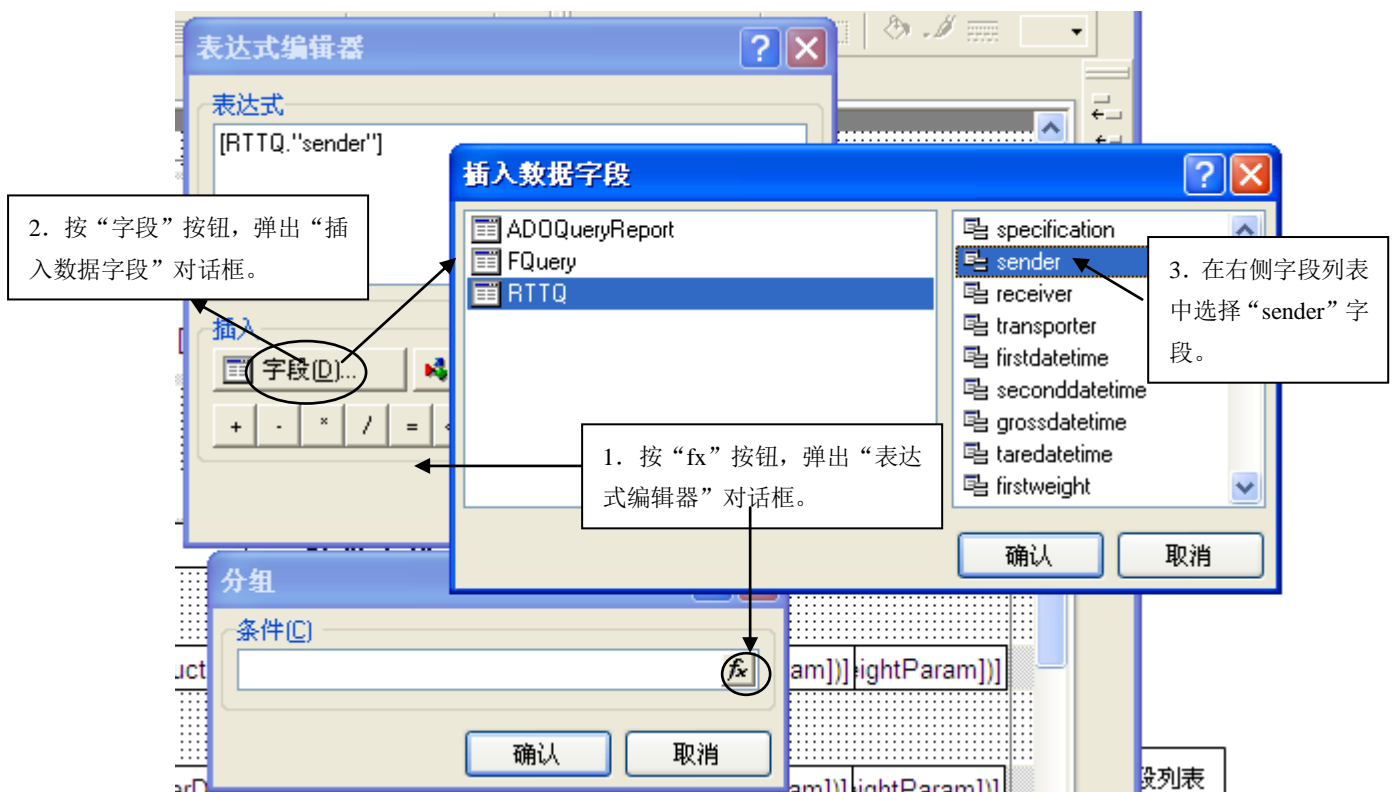 表达式编辑器
表达式
[RTTQ."sender"]
插入数据字段
ADOQueryReport
FQuery
RTTQ
specification
sender
receiver
transporter
firstdatetime
seconddatetime
grossdatetime
taredatetime
firstweight
2．按“字段”按钮，弹出“插
入数据字段”对话框。
3．在右侧字段列表
中选择“sender”字
段。
插入
字段(D)...
+ - * / =
1．按“fx”按钮，弹出“表达
式编辑器”对话框。
确认
取消
分组
条件(C)
fx
uct
am])]
ightParam])]
确认
取消
am])]
ightParam])]
段列表